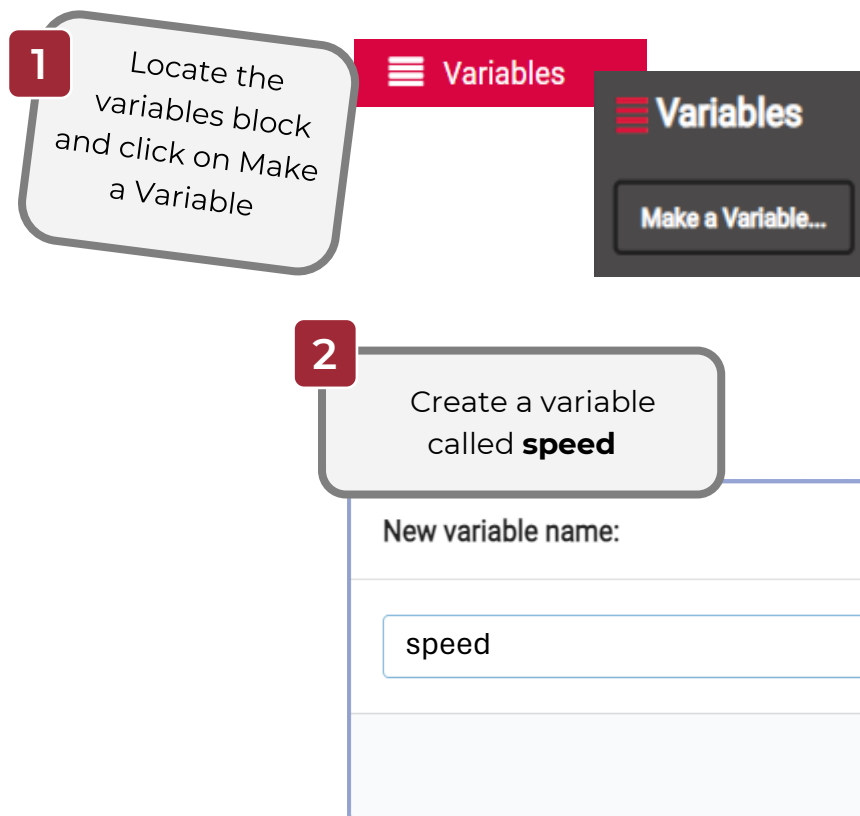 1
Locate the
variables block
and click on Make
a Variable
Variables
Variables
Make a Variable...
2
Create a variable
called speed
New variable name:
speed